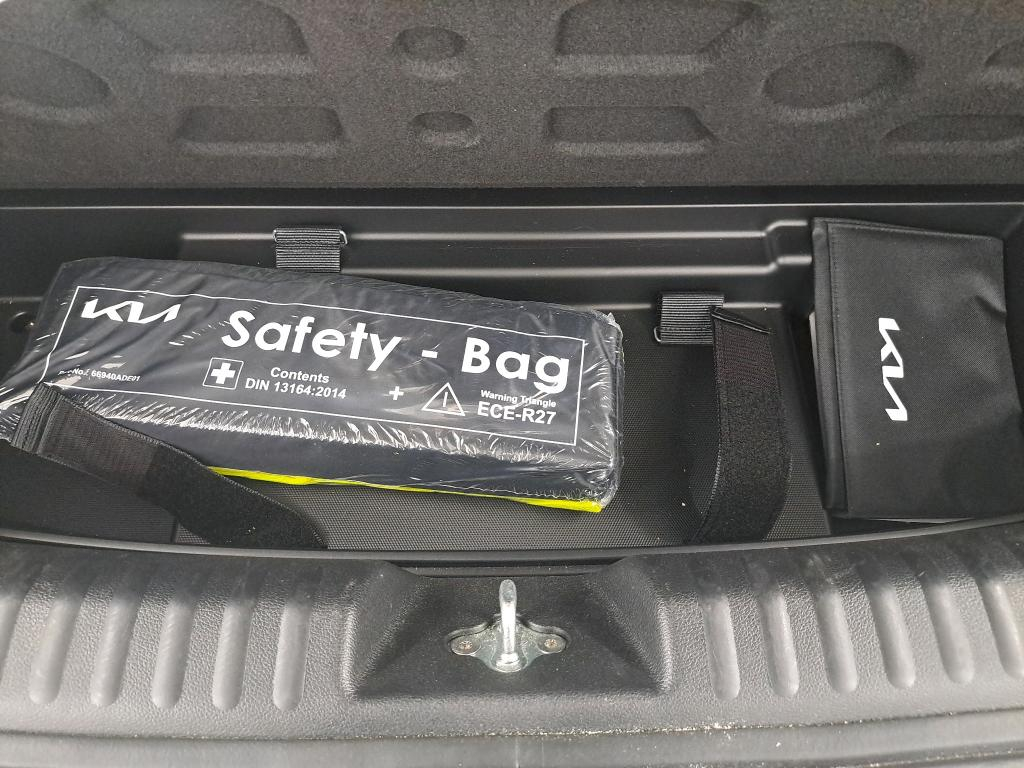 KIA
Safety - Bag
Contents
DIN 13164:2014
+
Warning Triangle
ECE-R27
KIA